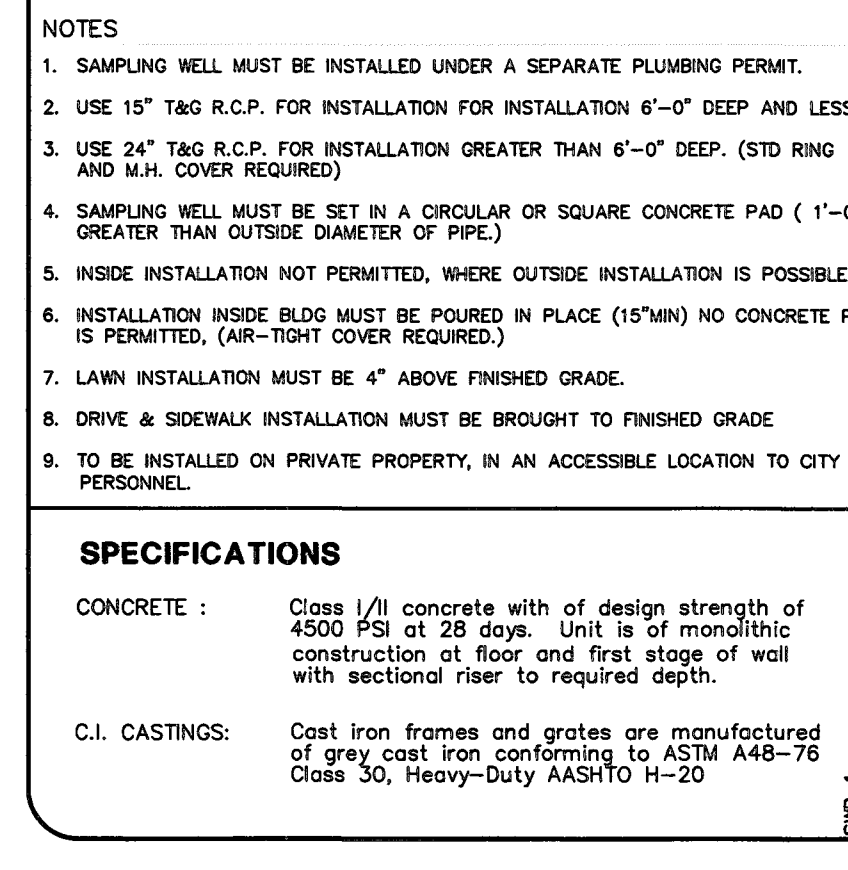 NOTES
1. SAMPLING WELL MUST BE INSTALLED UNDER A SEPARATE PLUMBING PERMIT.
2. USE 15" T&G R.C.P. FOR INSTALLATION FOR INSTALLATION 6'-0" DEEP AND LESS
3. USE 24" T&G R.C.P. FOR INSTALLATION GREATER THAN 6'-0" DEEP. (STD RING
AND M.H. COVER REQUIRED)
4. SAMPLING WELL MUST BE SET IN A CIRCULAR OR SQUARE CONCRETE PAD ( 1'-0
GREATER THAN OUTSIDE DIAMETER OF PIPE.)
5. INSIDE INSTALLATION NOT PERMITTED, WHERE OUTSIDE INSTALLATION IS POSSIBLE
6. INSTALLATION INSIDE BLDG MUST BE POURED IN PLACE (15"MIN) NO CONCRETE
IS PERMITTED, (AIR-TIGHT COVER REQUIRED.)
7. LAWN INSTALLATION MUST BE 4" ABOVE FINISHED GRADE.
8. DRIVE & SIDEWALK INSTALLATION MUST BE BROUGHT TO FINISHED GRADE
9. TO BE INSTALLED ON PRIVATE PROPERTY, IN AN ACCESSIBLE LOCATION TO CITY
PERSONNEL.
SPECIFICATIONS
CONCRETE : Class I/II concrete with of design strength of
4500 PSI at 28 days. Unit is of monolithic
construction at floor and first stage of wall
with sectional riser to required depth.
C.I. CASTINGS: Cast iron frames and grates are manufactured
of grey cast iron conforming to ASTM A48-76
Class 30, Heavy-Duty AASHTO H-20